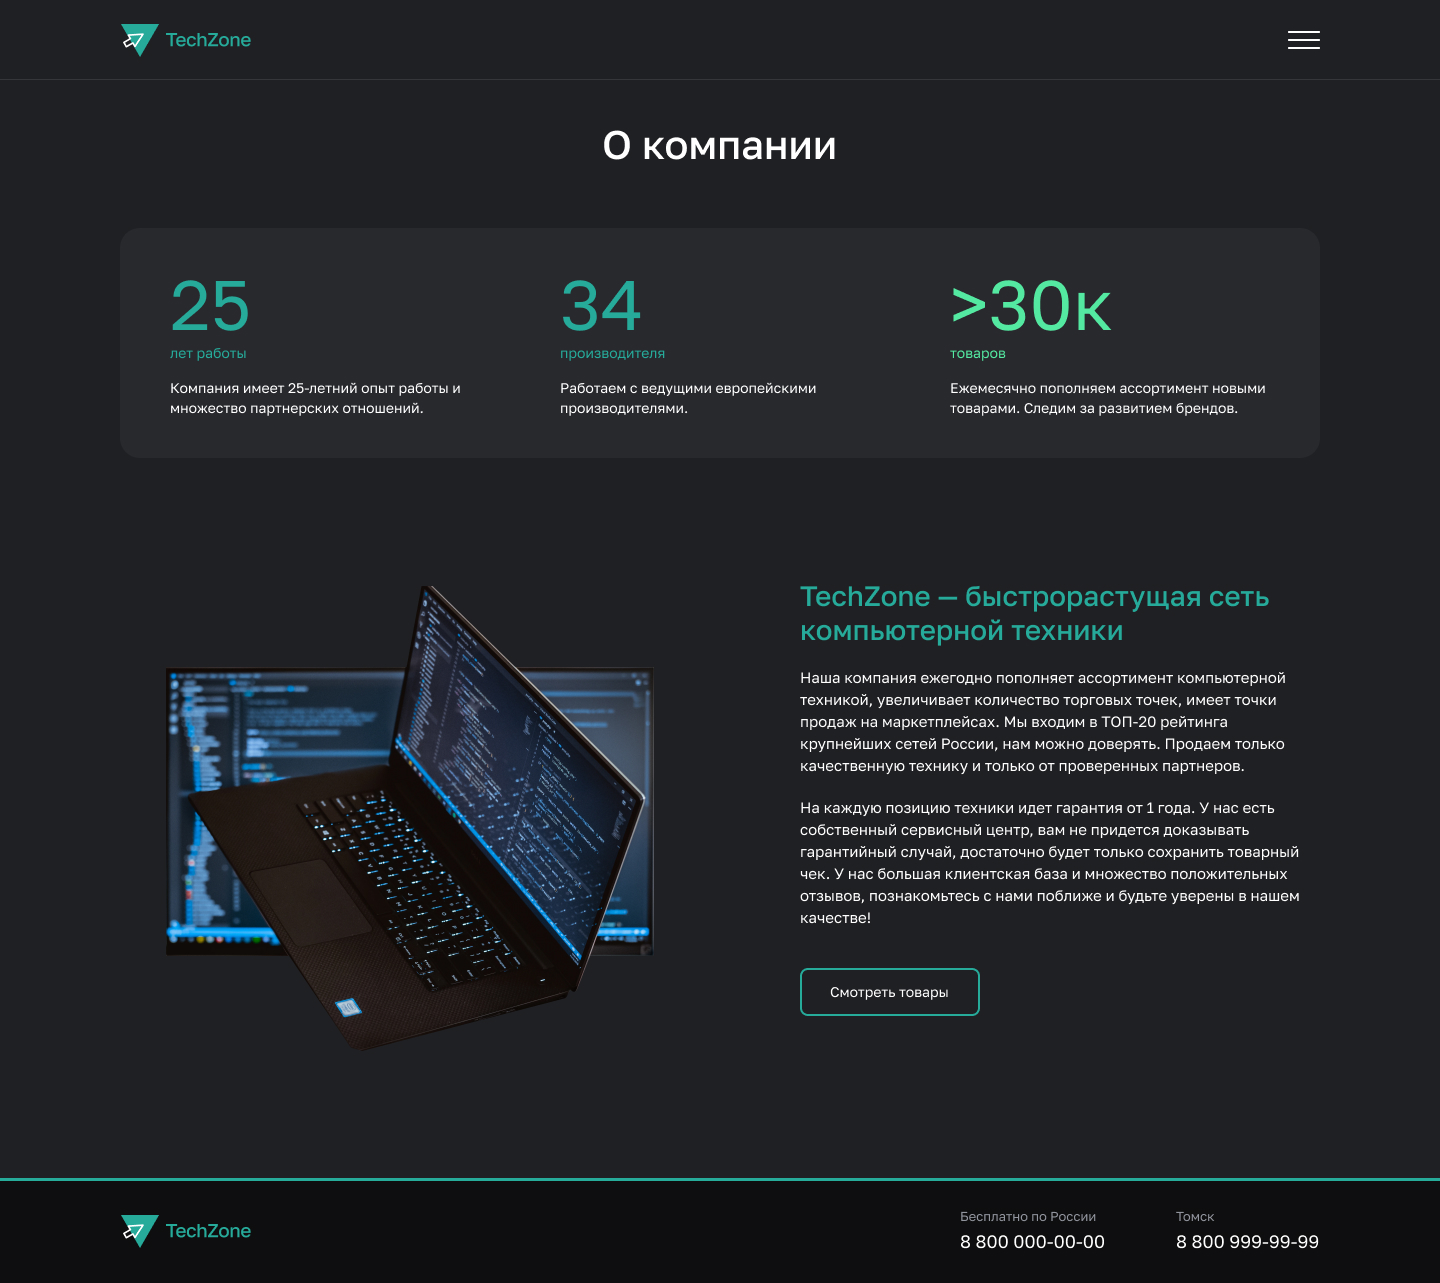 TechZone
О компании
25
лет работы
Компания имеет 25-летний опыт работы и
множество партнерских отношений.
34
производителя
Работаем с ведущими европейскими
производителями.
>30к
товаров
Ежемесячно пополняем ассортимент новыми
товарами. Следим за развитием брендов.
TechZone — быстрорастущая сеть
компьютерной техники
Наша компания ежегодно пополняет ассортимент компьютерной
техникой, увеличивает количество торговых точек, имеет точки
продаж на маркетплейсах. Мы входим в ТОП-20 рейтинга
крупнейших сетей России, нам можно доверять. Продаем только
качественную технику и только от проверенных партнеров.
На каждую позицию техники идет гарантия от 1 года. У нас есть
собственный сервисный центр, вам не придется доказывать
гарантийный случай, достаточно будет только сохранить товарный
чек. У нас большая клиентская база и множество положительных
отзывов, познакомьтесь с нами поближе и будьте уверены в нашем
качестве!
Смотреть товары
TechZone
Бесплатно по России
8 800 000-00-00
Томск
8 800 999-99-99